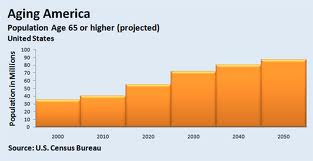 Aging America
Population Age 65 or higher (projected)
United States
Population in Millions
100
90
80
70
60
50
40
30
20
10
0
2000 2010 2020 2030 2040 2050
Source: U.S. Census Bureau